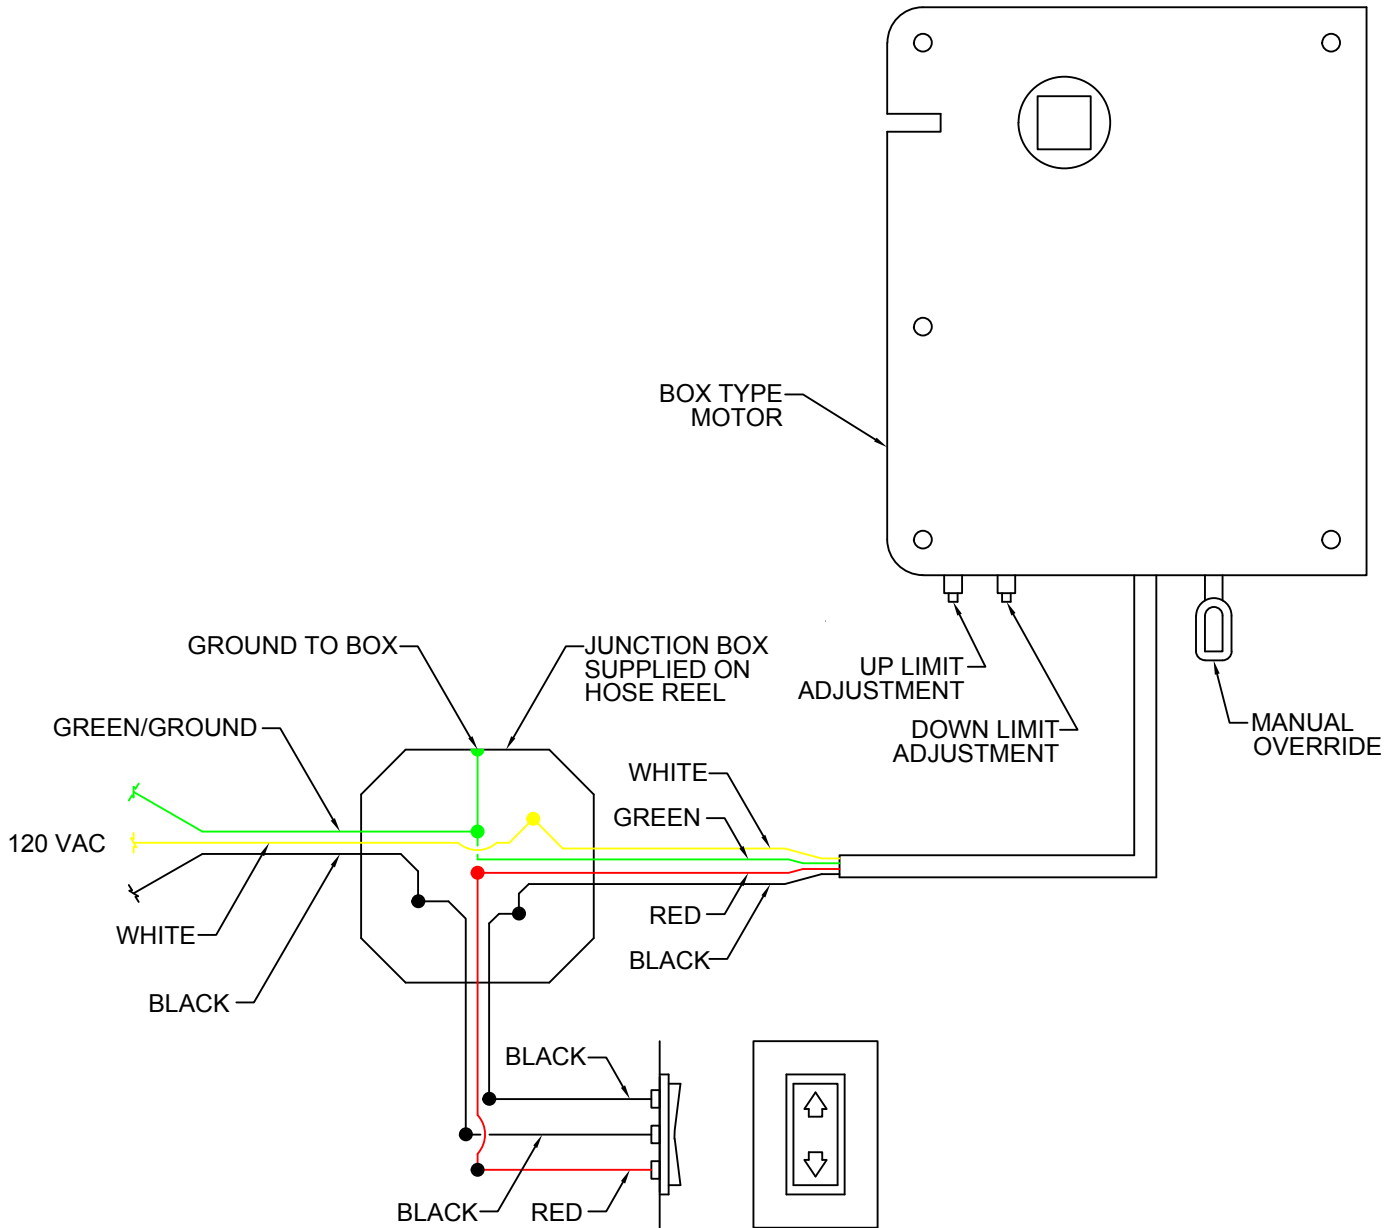 BOX TYPE
MOTOR
GROUND TO BOX
JUNCTION BOX
SUPPLIED ON
HOSE REEL
UP LIMIT
ADJUSTMENT
DOWN LIMIT
ADJUSTMENT
MANUAL
OVERRIDE
GREEN/GROUND
WHITE
GREEN
120 VAC
RED
WHITE
BLACK
BLACK
BLACK
BLACK
RED